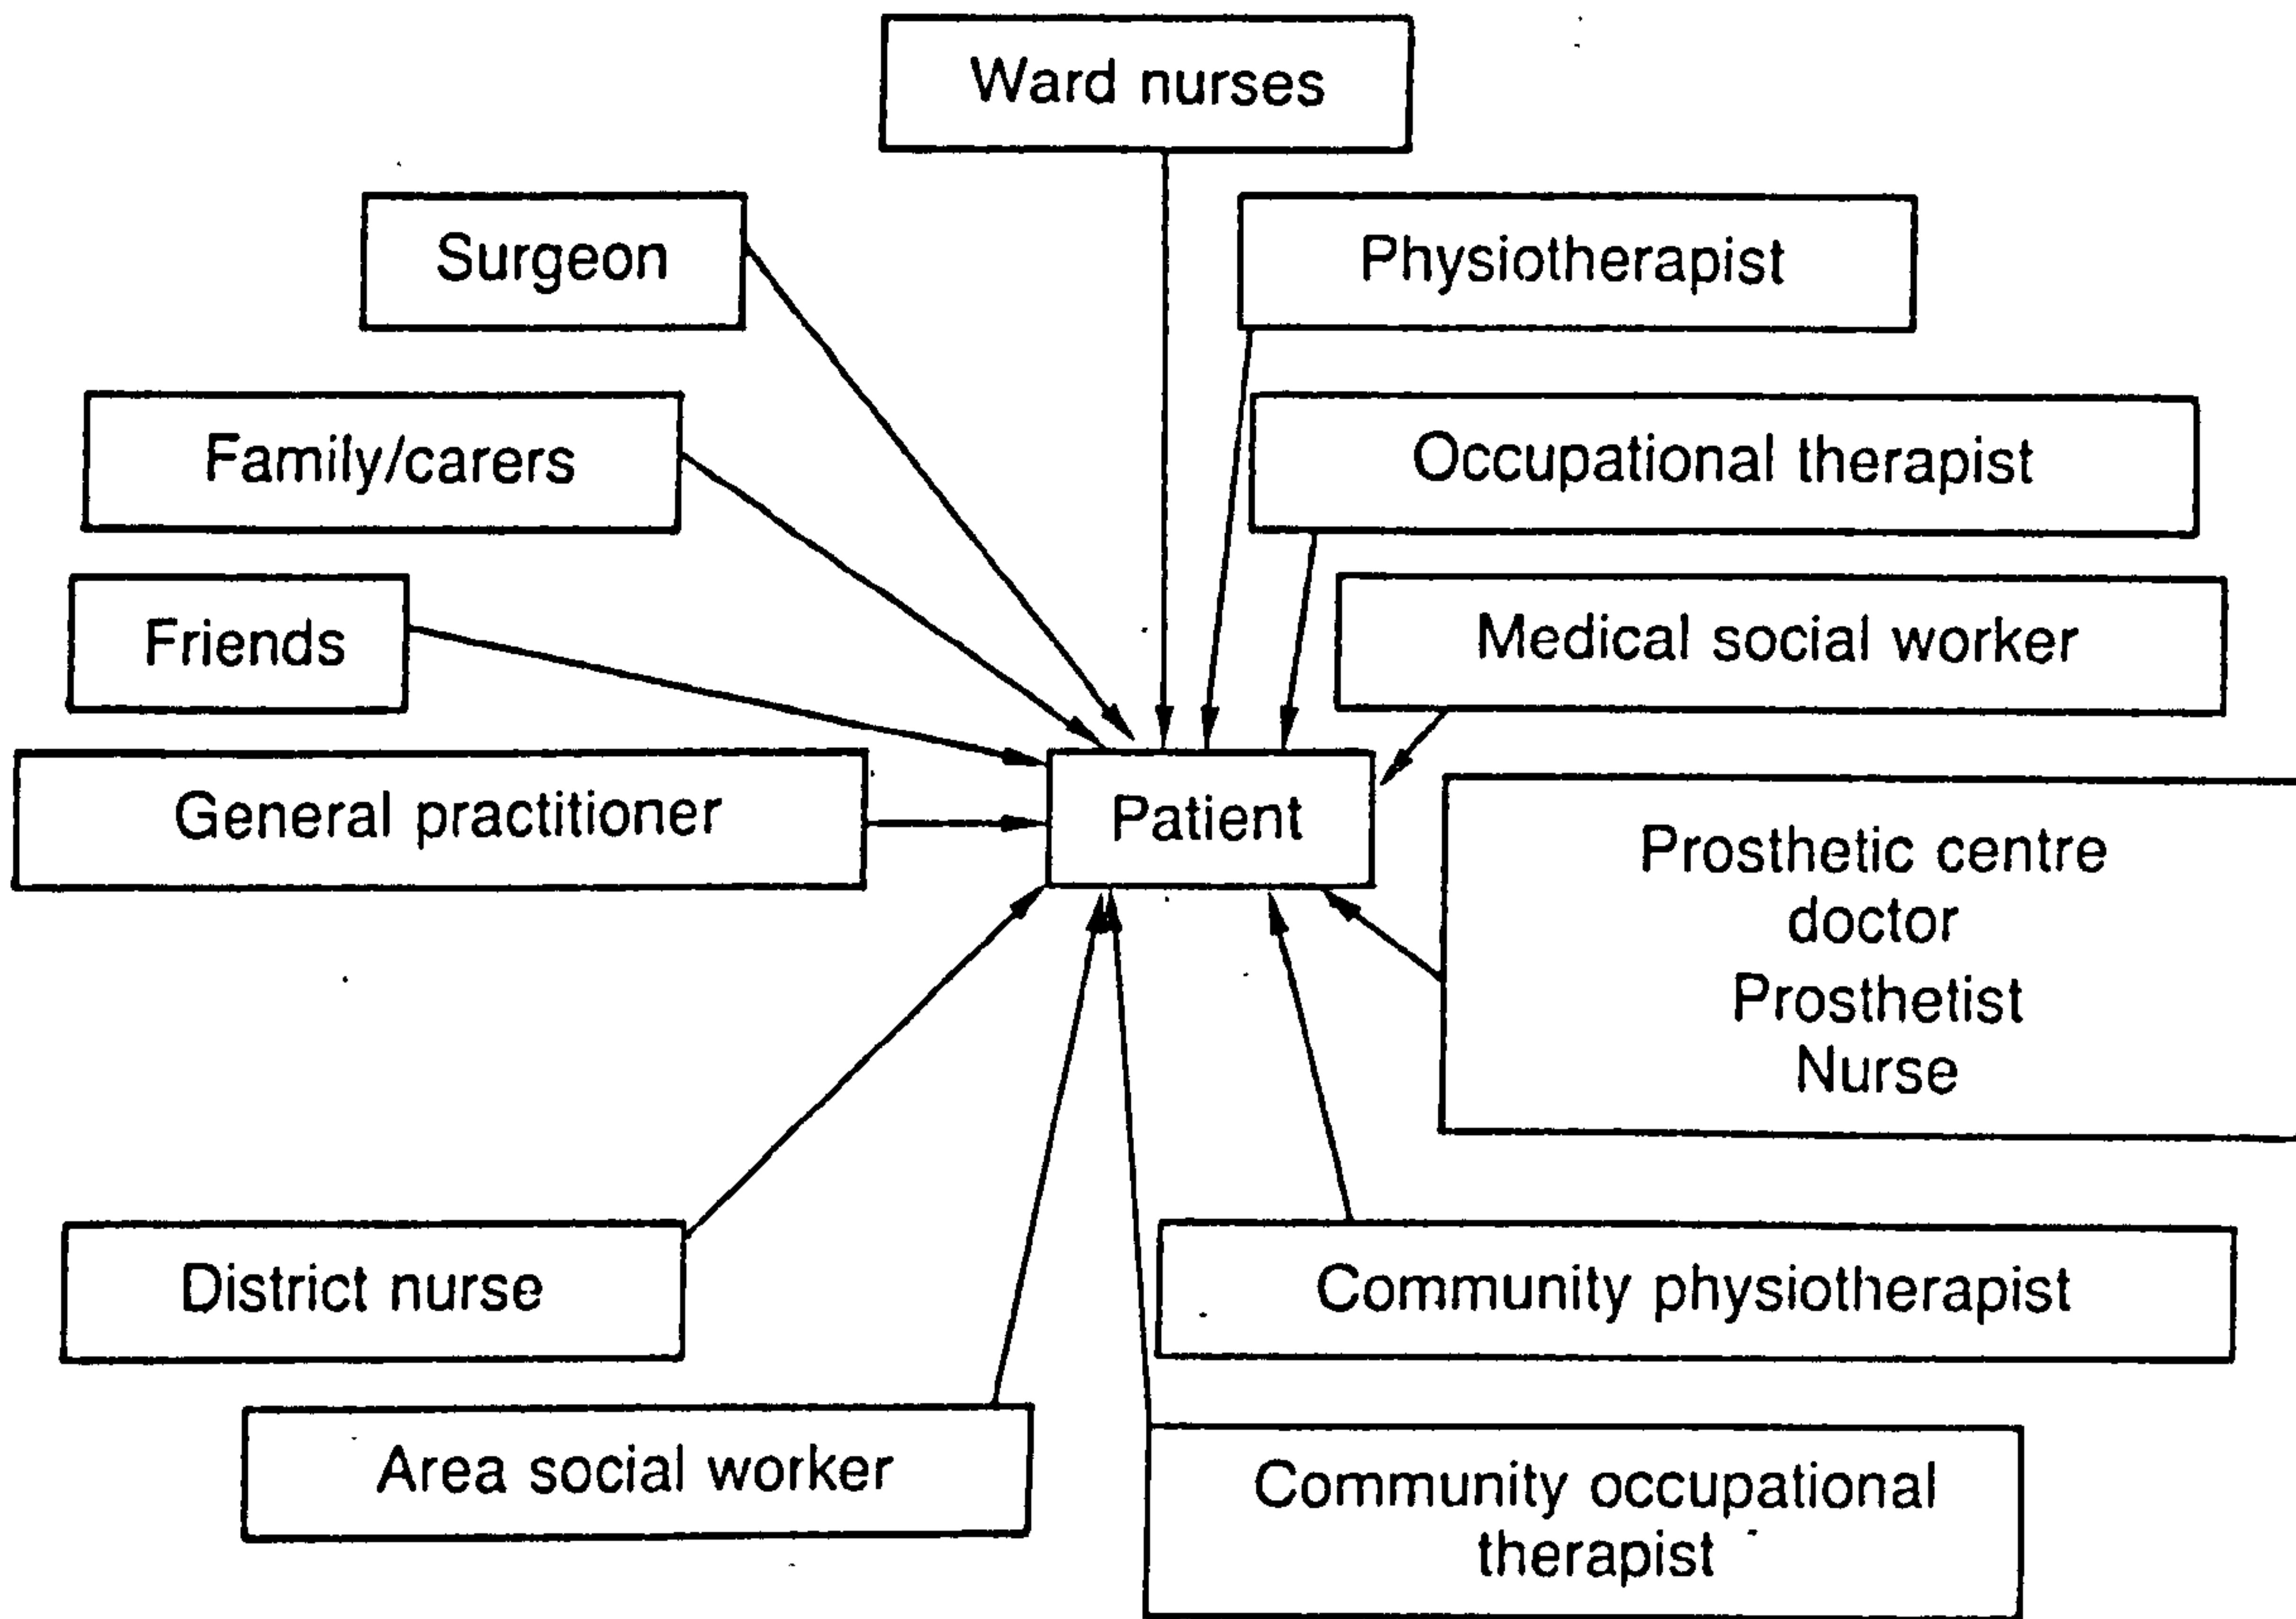 Ward nurses
Surgeon
Physiotherapist
Family/carers
Occupational therapist
Friends
Medical social worker
General practitioner
Patient
Prosthetic centre
doctor
Prosthetist
Nurse
District nurse
Community physiotherapist
Area social worker
Community occupational
therapist